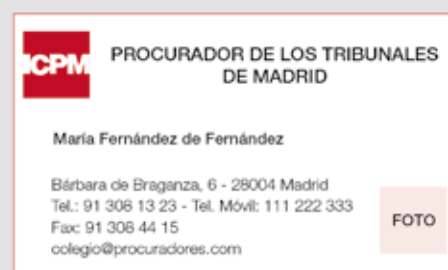 ICPM
PROCURADOR DE LOS TRIBUNALES
DE MADRID
María Fernández de Fernández
Bárbara de Braganza, 6 - 28004 Madrid
Tel.: 91 308 13 23 - Tel. Móvil: 111 222 333
Fax: 91 308 44 15
colegio@procuradores.com
FOTO